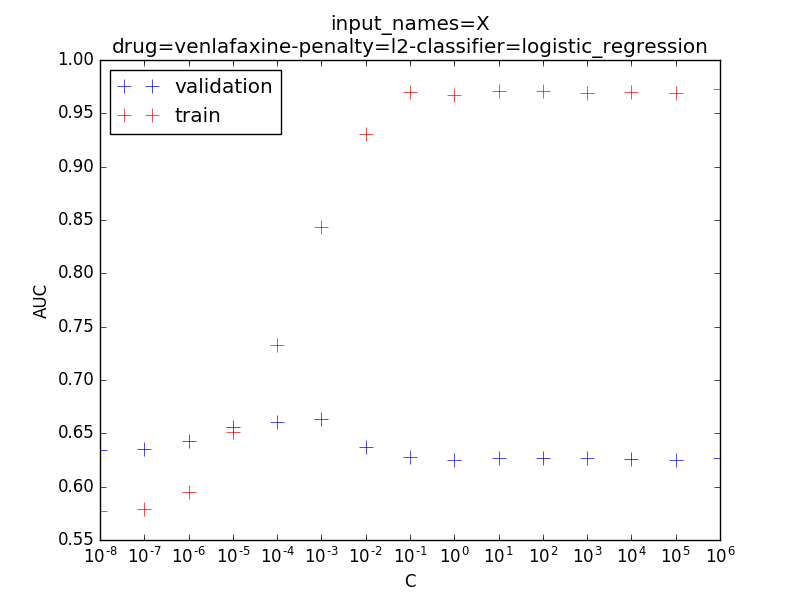 input_names=X
drug=venlafaxine-penalty=l2-classifier=logistic_regression
validation
train
AUC
1.00
0.95
0.90
0.85
0.80
0.75
0.70
0.65
0.60
0.55
10⁻⁸ 10⁻⁷ 10⁻⁶ 10⁻⁵ 10⁻⁴ 10⁻³ 10⁻² 10⁻¹ 10⁰ 10¹ 10² 10³ 10⁴ 10⁵ 10⁶
C